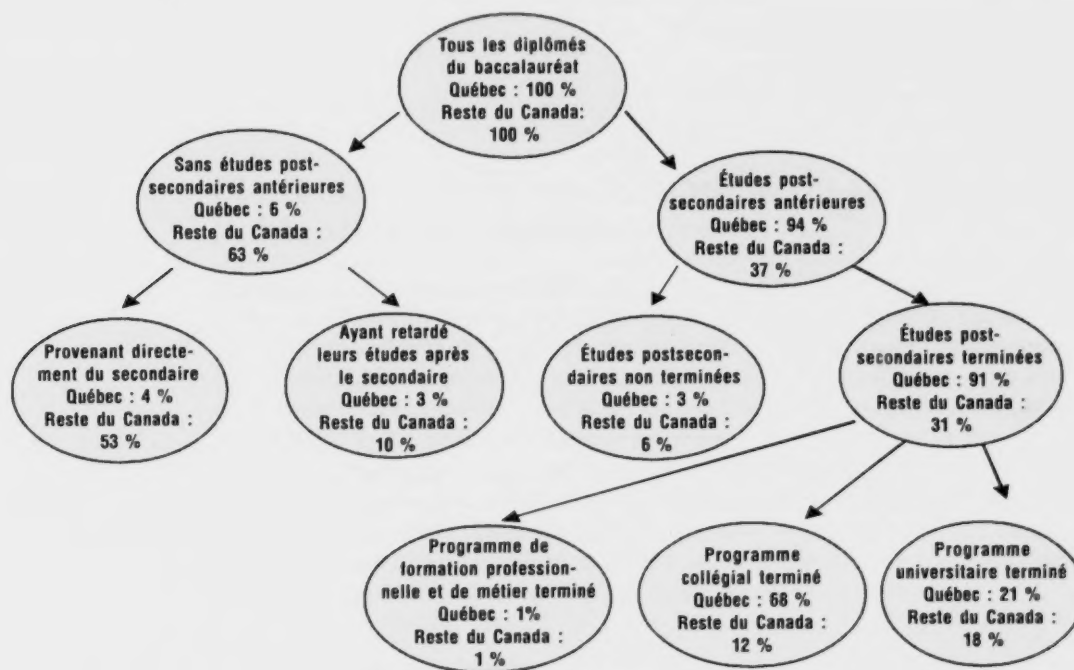 Tous les diplômés
du baccalauréat
Québec : 100 %
Reste du Canada:
100 %
Sans études post-
secondaires antérieures
Québec : 6 %
Reste du Canada :
63 %
Études post-
secondaires antérieures
Québec : 94 %
Reste du Canada :
37 %
Provenant directe-
ment du secondaire
Québec : 4 %
Reste du Canada :
53 %
Ayant retardé
leurs études après
le secondaire
Québec : 3 %
Reste du Canada :
10 %
Études postsecon-
daires non terminées
Québec : 3 %
Reste du Canada :
6 %
Études post-
secondaires terminées
Québec : 91 %
Reste du Canada :
31 %
Programme de
formation profession-
nelle et de métier terminé
Québec : 1%
Reste du Canada :
1 %
Programme
collégial terminé
Québec : 68 %
Reste du Canada :
12 %
Programme
universitaire terminé
Québec : 21 %
Reste du Canada :
18 %